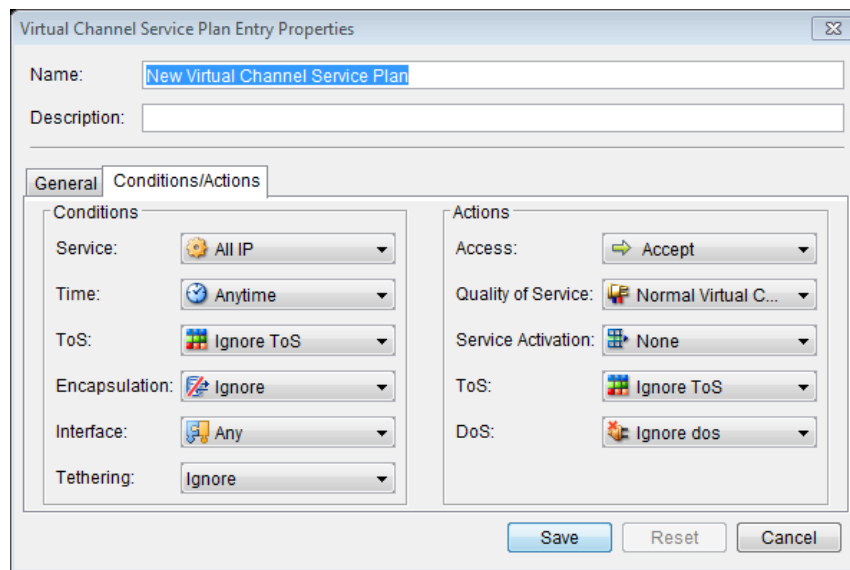 Virtual Channel Service Plan Entry Properties
Name: New Virtual Channel Service Plan
Description:
General Conditions/Actions
Conditions
Service: All IP
Time: Anytime
ToS: Ignore ToS
Encapsulation: Ignore
Interface: Any
Tethering: Ignore
Actions
Access: Accept
Quality of Service: Normal Virtual C...
Service Activation: None
ToS: Ignore ToS
DoS: Ignore dos
Save Reset Cancel